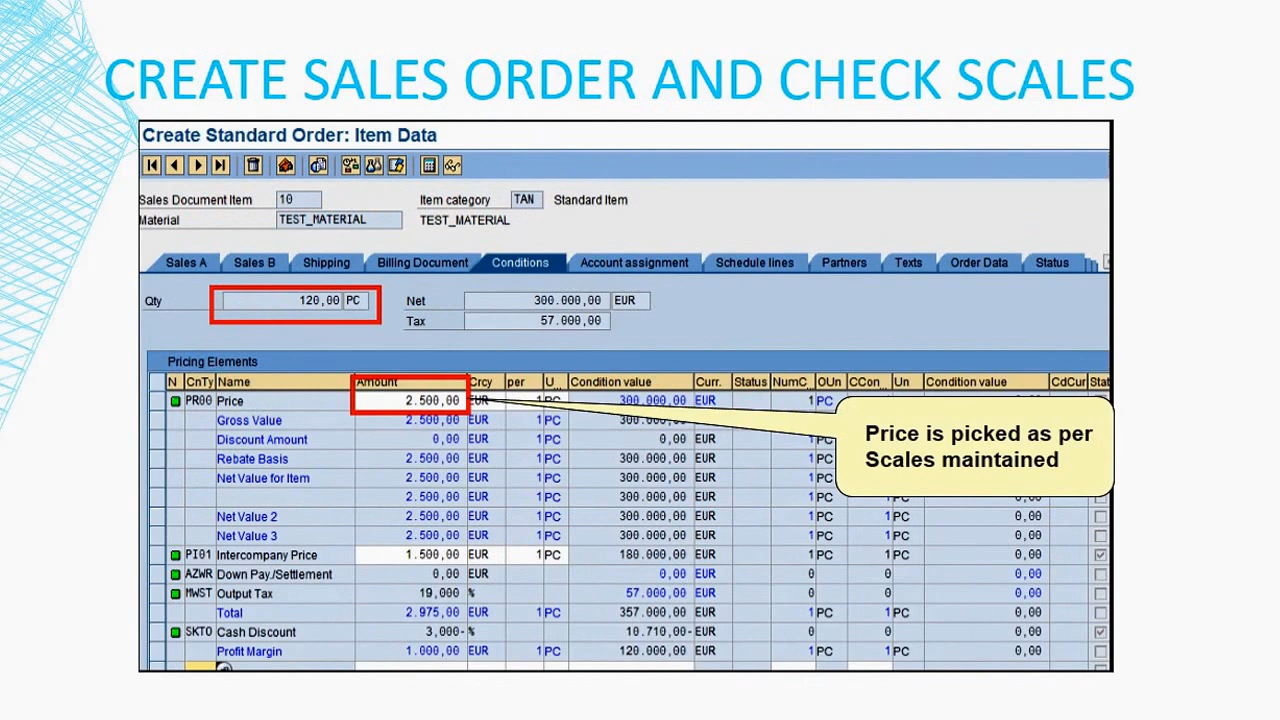 CREATE SALES ORDER AND CHECK SCALES
Create Standard Order: Item Data
Sales Document Item 10 Item category TAN Standard Item
Material TEST_MATERIAL TEST_MATERIAL
Sales A Sales B Shipping Billing Document Conditions Account assignment Schedule lines Partners Texts Order Data Status
Qty 120,00 PC Net 300.000,00 EUR
Tax 57.000,00
Pricing Elements
N CnTy Name Amount Crcy per U... Condition value Curr. Status NumC... OUn CCon... Un Condition value CdCur Stat
PR00 Price 2.500,00 EUR 1 PC 300.000,00 EUR 1 PC
Gross Value 2.500,00 EUR 1 PC 300.000,00 EUR 1 PC
Discount Amount 0,00 EUR 1 PC 0,00 EUR 1 PC
Rebate Basis 2.500,00 EUR 1 PC 300.000,00 EUR 1 PC
Net Value for Item 2.500,00 EUR 1 PC 300.000,00 EUR 1 PC
2.500,00 EUR 1 PC 300.000,00 EUR 1 PC 1 PC 0,00
Net Value 2 2.500,00 EUR 1 PC 300.000,00 EUR 1 PC 1 PC 0,00
Net Value 3 2.500,00 EUR 1 PC 300.000,00 EUR 1 PC 1 PC 0,00
PI01 Intercompany Price 1.500,00 EUR 1 PC 180.000,00 EUR 1 PC 1 PC 0,00
AZWR Down Pay./Settlement 0,00 EUR 0,00 EUR 0 0 0,00
MWST Output Tax 19,000 % 57.000,00 EUR 0 0 0,00
Total 2.975,00 EUR 1 PC 357.000,00 EUR 1 PC 1 PC 0,00
SKTO Cash Discount 3,000- % 10.710,00- EUR 0 0 0,00
Profit Margin 1.000,00 EUR 1 PC 120.000,00 EUR 1 PC 1 PC 0,00
Price is picked as per
Scales maintained